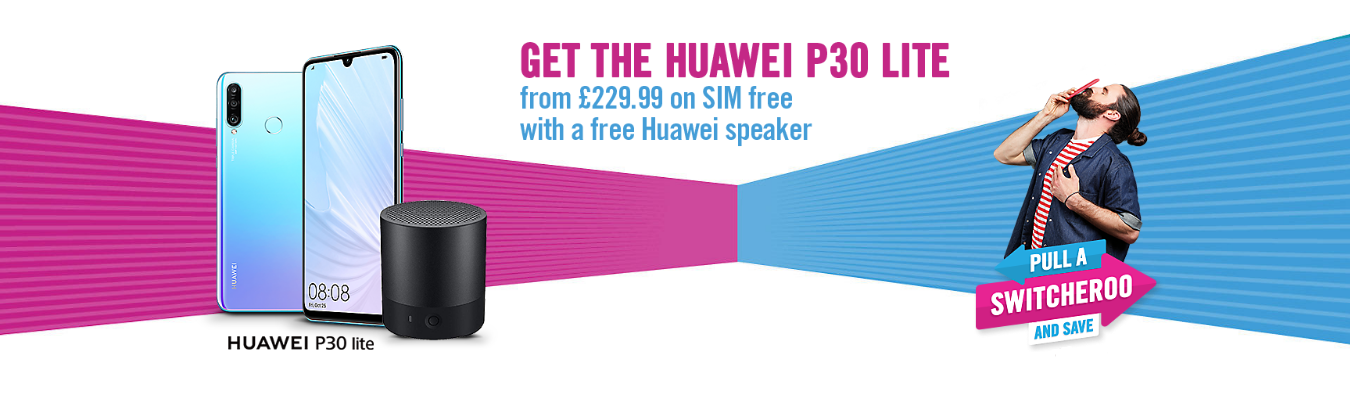 GET THE HUAWEI P30 LITE
from £229.99 on SIM free
with a free Huawei speaker
HUAWEI
08:08
HUAWEI P30 lite
PULL A
SWITCHEROO
AND SAVE